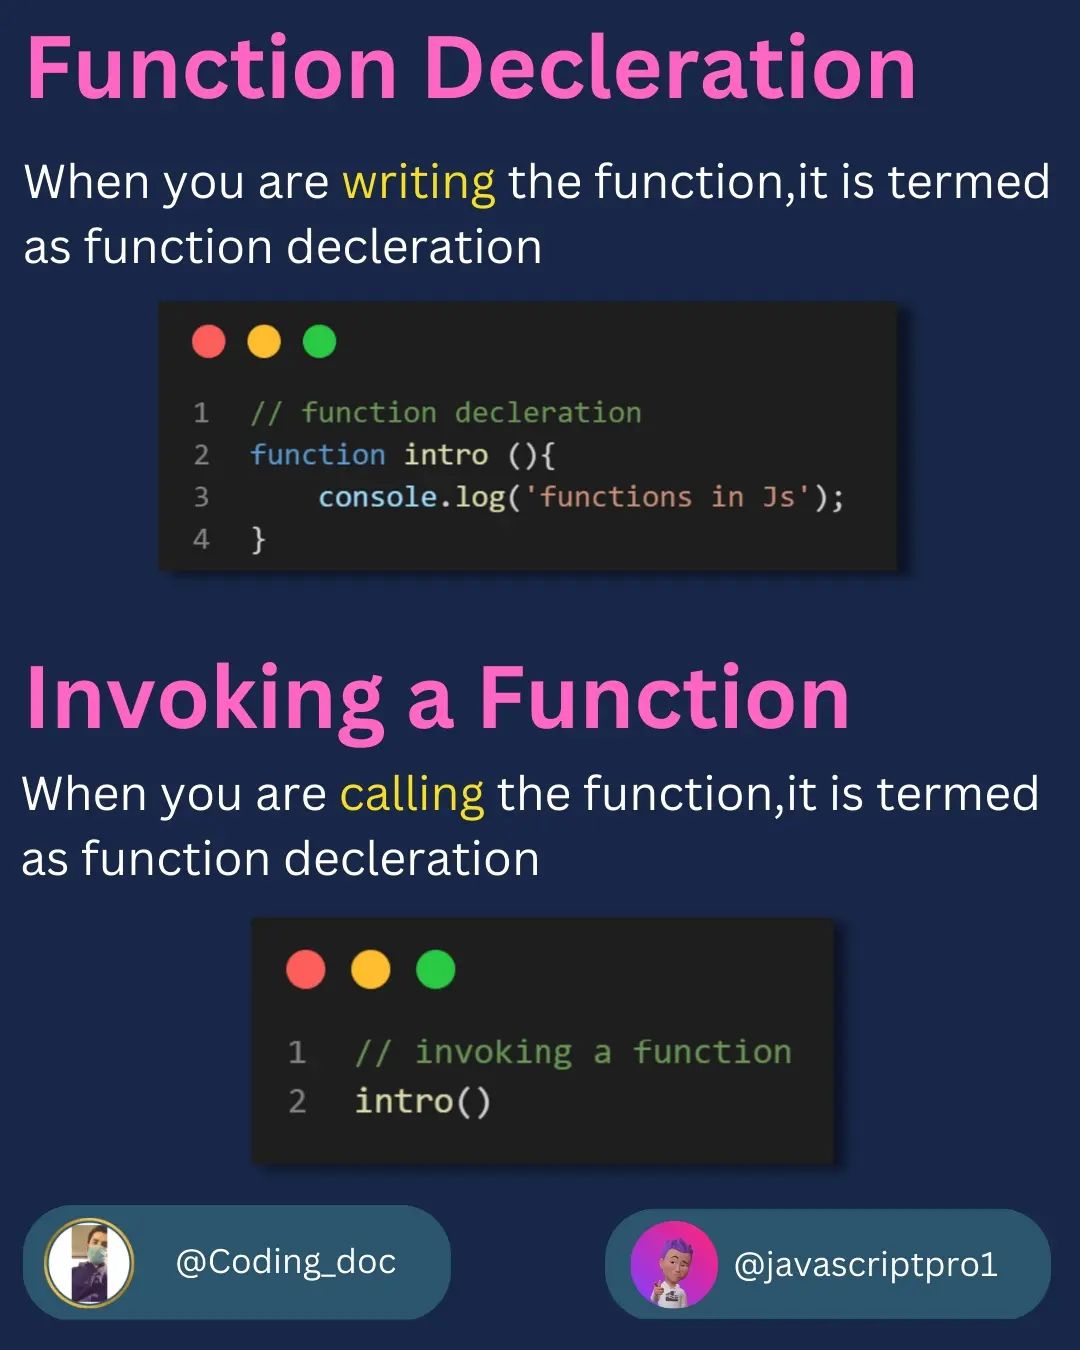 Function Decleration
When you are writing the function,it is termed
as function decleration
1 // function decleration
2 function intro (){
3     console.log('functions in Js');
4 }
Invoking a Function
When you are calling the function,it is termed
as function decleration
1 // invoking a function
2 intro()
@Coding_doc
@javascriptpro1